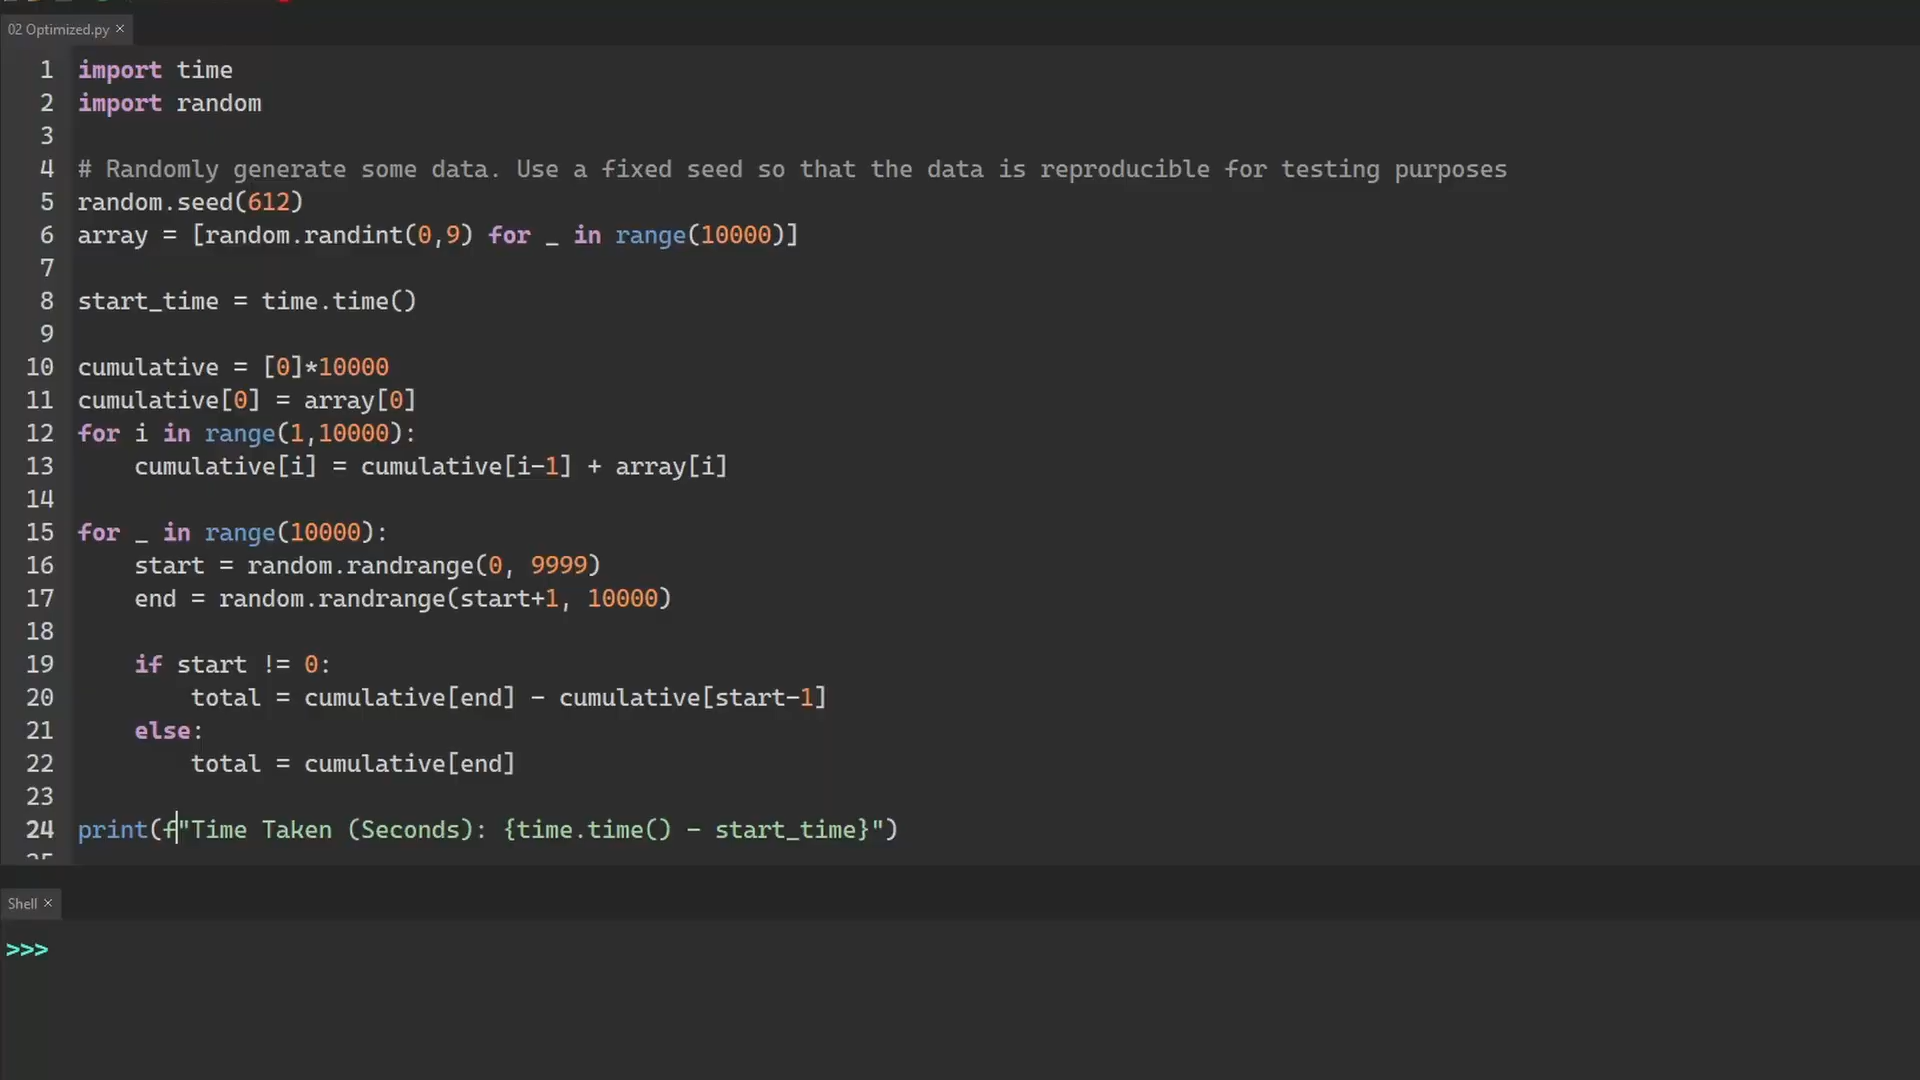 02 Optimized.py ×
1 import time
2 import random
3
4 # Randomly generate some data. Use a fixed seed so that the data is reproducible for testing purposes
5 random.seed(612)
6 array = [random.randint(0,9) for _ in range(10000)]
7
8 start_time = time.time()
9
10 cumulative = [0]*10000
11 cumulative[0] = array[0]
12 for i in range(1,10000):
13     cumulative[i] = cumulative[i-1] + array[i]
14
15 for _ in range(10000):
16     start = random.randrange(0, 9999)
17     end = random.randrange(start+1, 10000)
18
19     if start != 0:
20         total = cumulative[end] - cumulative[start-1]
21     else:
22         total = cumulative[end]
23
24 print(f"Time Taken (Seconds): {time.time() - start_time}")
25
Shell ×
>>>